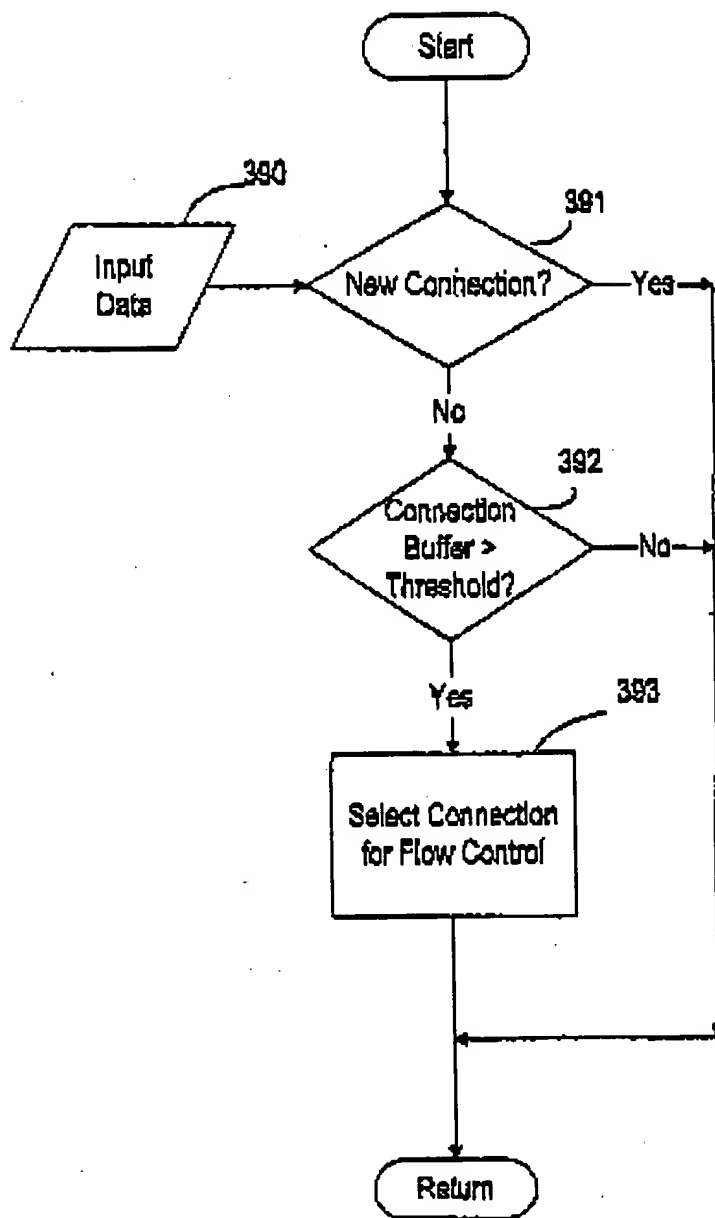 Start
390
Input
Data
391
New Connection?
Yes
No
392
Connection
Buffer >
Threshold?
No
Yes
393
Select Connection
for Flow Control
Return